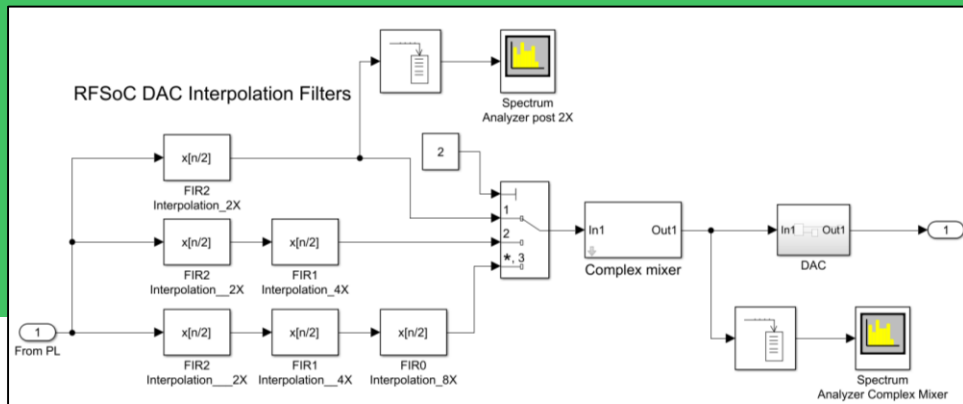 RFSoC DAC Interpolation Filters
Spectrum
Analyzer post 2X
x[n/2]
FIR2
Interpolation_2X
2
1
2
*, 3
x[n/2]
FIR2
Interpolation__2X
x[n/2]
FIR1
Interpolation_4X
In1
Out1
Complex mixer
In1
Out1
DAC
1
1
From PL
x[n/2]
FIR2
Interpolation___2X
x[n/2]
FIR1
Interpolation__4X
x[n/2]
FIR0
Interpolation_8X
Spectrum
Analyzer Complex Mixer